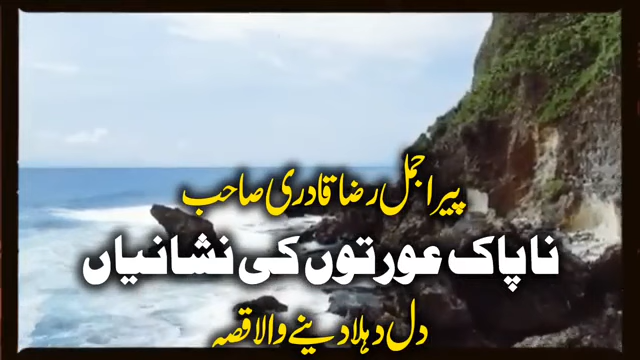 پیر اجمل رضا قادری صاحب
ناپاک عورتوں کی نشانیاں
دل دہلا دینے والا قصہ